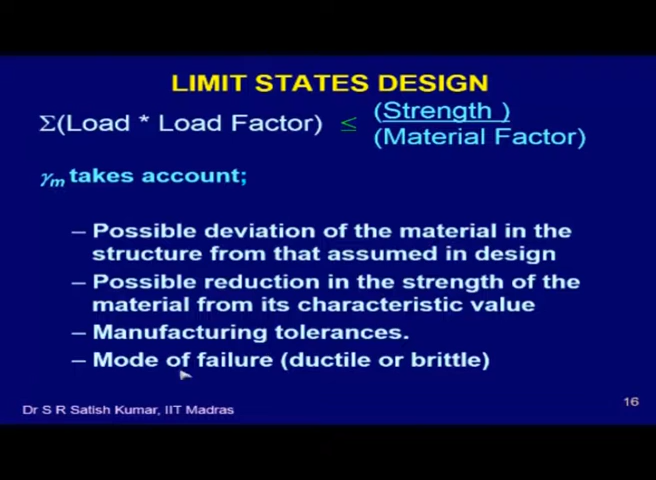 LIMIT STATES DESIGN
Σ(Load * Load Factor) ≤ (Strength )
(Material Factor)
γm takes account;
– Possible deviation of the material in the
structure from that assumed in design
– Possible reduction in the strength of the
material from its characteristic value
– Manufacturing tolerances.
– Mode of failure (ductile or brittle)
16
Dr S R Satish Kumar, IIT Madras